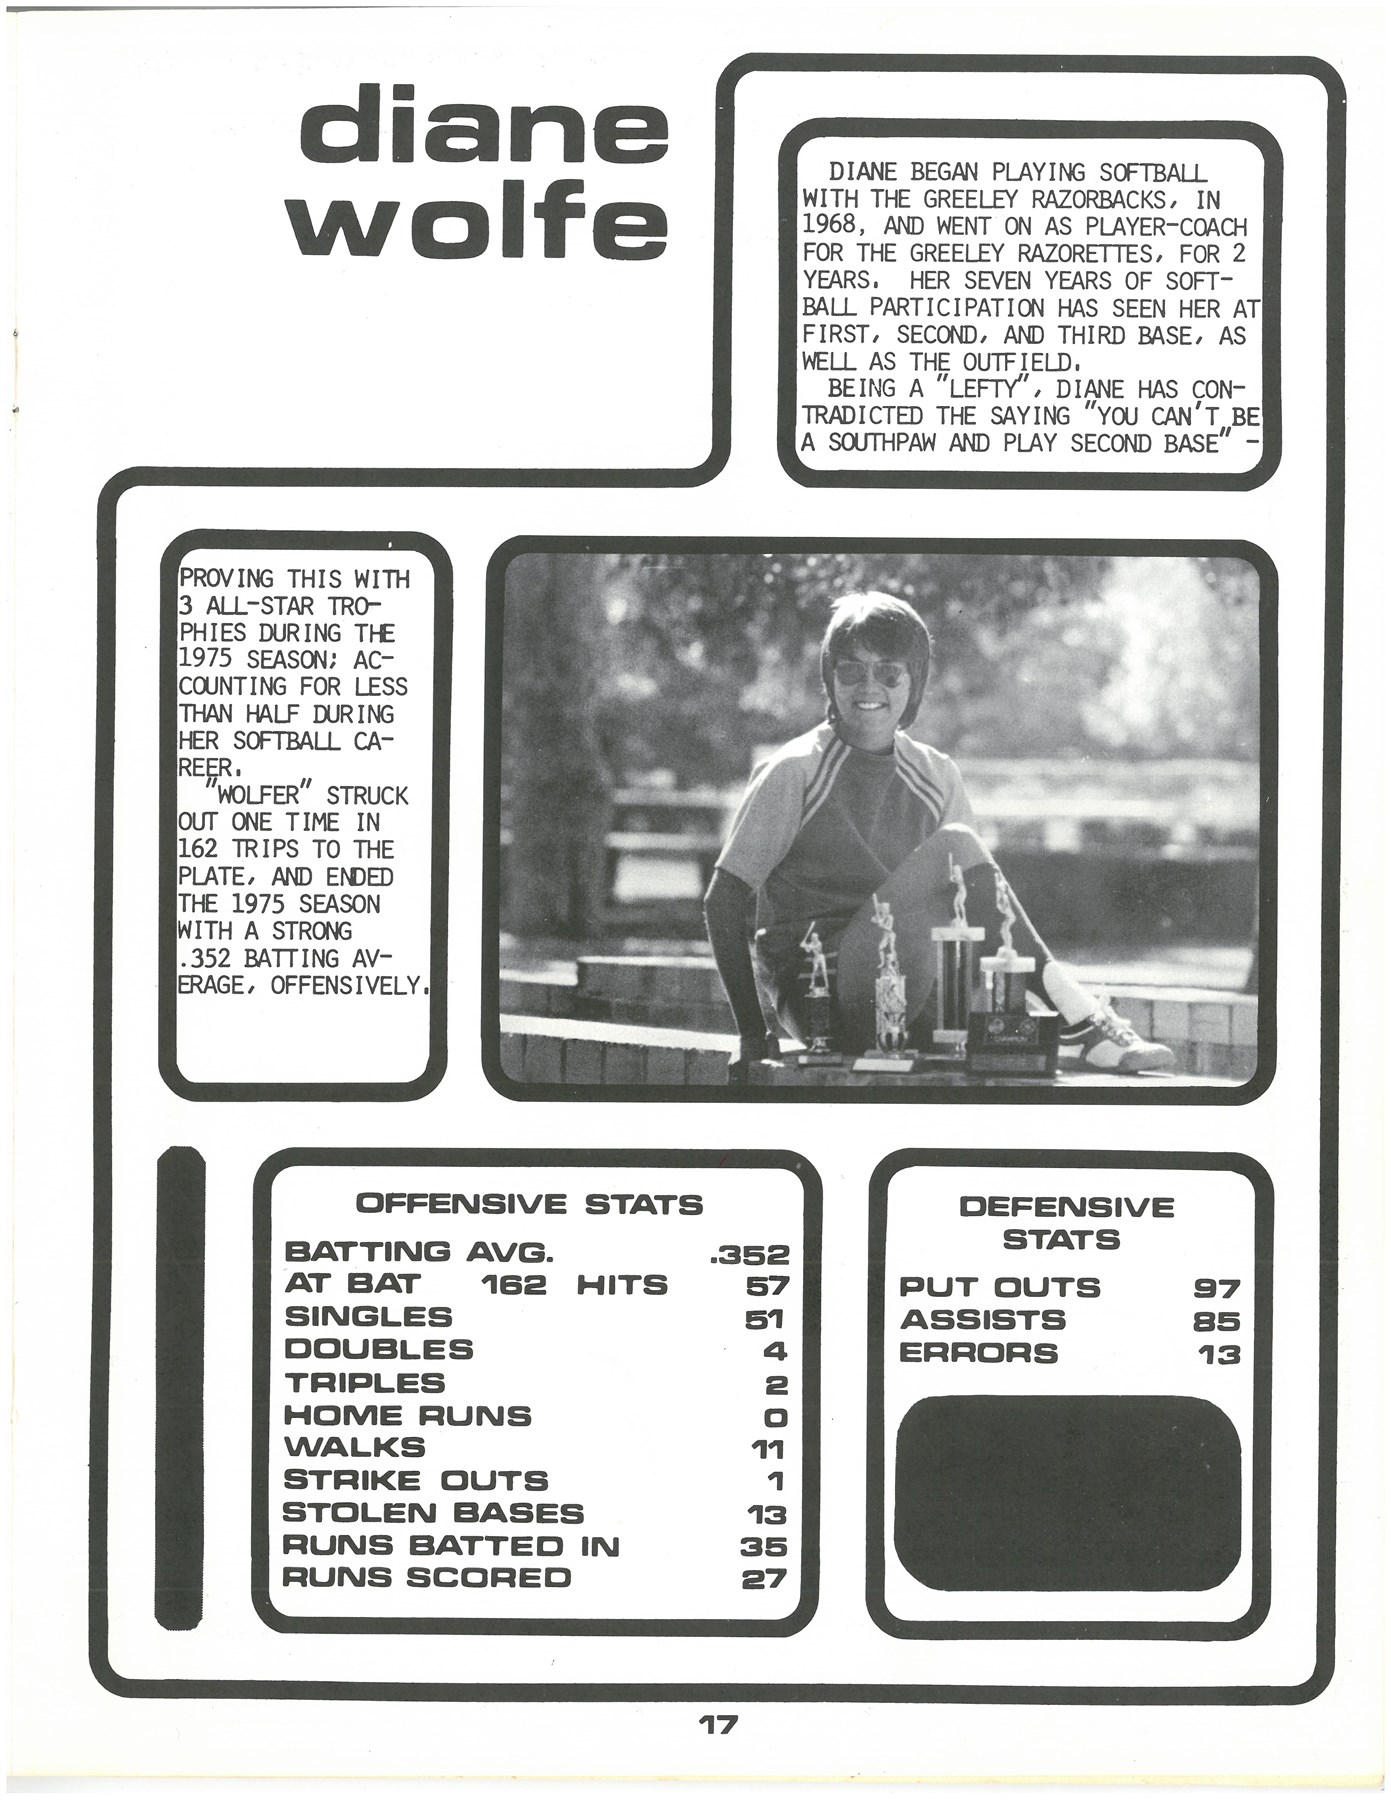 diane
wolfe
DIANE BEGAN PLAYING SOFTBALL
WITH THE GREELEY RAZORBACKS, IN
1968, AND WENT ON AS PLAYER-COACH
FOR THE GREELEY RAZORETTES, FOR 2
YEARS. HER SEVEN YEARS OF SOFT-
BALL PARTICIPATION HAS SEEN HER AT
FIRST, SECOND, AND THIRD BASE, AS
WELL AS THE OUTFIELD.
BEING A "LEFTY", DIANE HAS CON-
TRADICTED THE SAYING "YOU CAN'T BE
A SOUTHPAW AND PLAY SECOND BASE" -
PROVING THIS WITH
3 ALL-STAR TRO-
PHIES DURING THE
1975 SEASON; AC-
COUNTING FOR LESS
THAN HALF DURING
HER SOFTBALL CA-
REER.
"WOLFER" STRUCK
OUT ONE TIME IN
162 TRIPS TO THE
PLATE, AND ENDED
THE 1975 SEASON
WITH A STRONG
.352 BATTING AV-
ERAGE, OFFENSIVELY.
OFFENSIVE STATS
BATTING AVG. .352
AT BAT 162 HITS 57
SINGLES 51
DOUBLES 4
TRIPLES 2
HOME RUNS 0
WALKS 11
STRIKE OUTS 1
STOLEN BASES 13
RUNS BATTED IN 35
RUNS SCORED 27
DEFENSIVE
STATS
PUT OUTS 97
ASSISTS 85
ERRORS 13
17